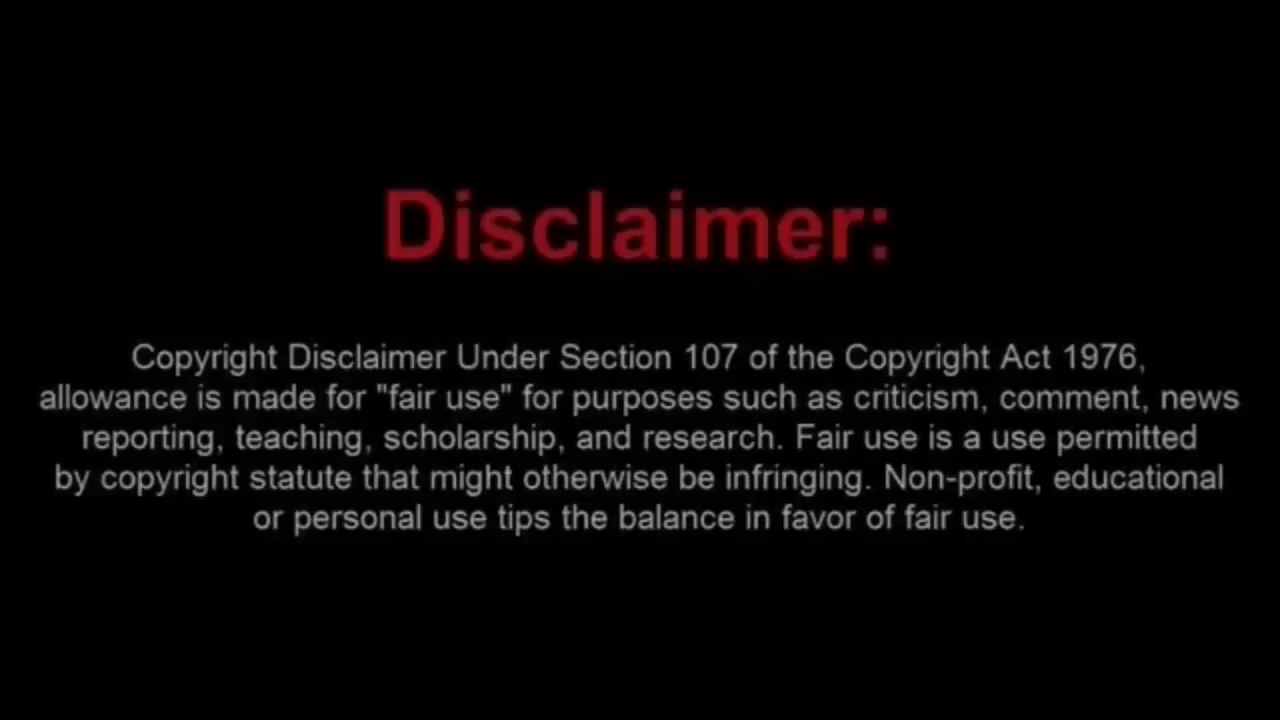 Disclaimer:
Copyright Disclaimer Under Section 107 of the Copyright Act 1976,
allowance is made for "fair use" for purposes such as criticism, comment, news
reporting, teaching, scholarship, and research. Fair use is a use permitted
by copyright statute that might otherwise be infringing. Non-profit, educational
or personal use tips the balance in favor of fair use.